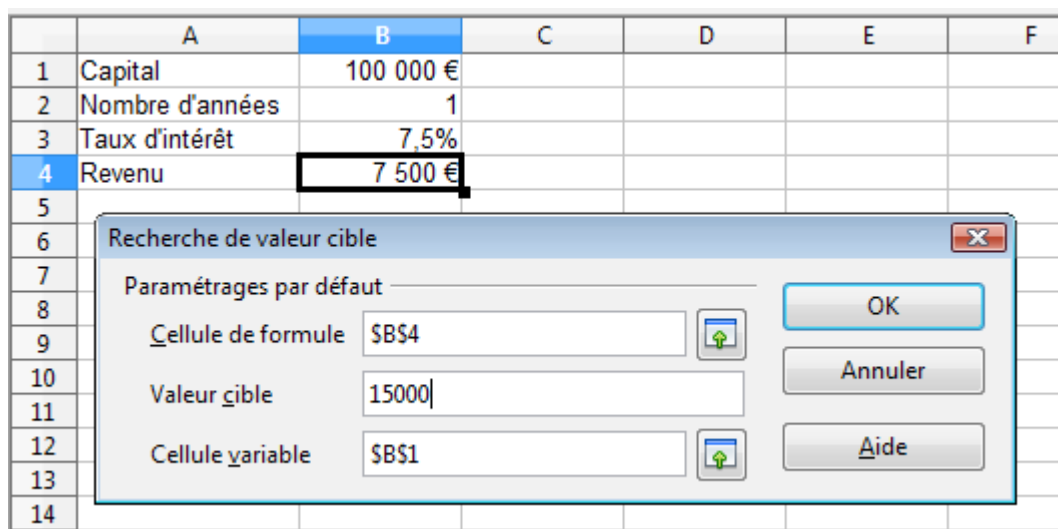 A B C D E F
1 Capital 100 000 €
2 Nombre d'années 1
3 Taux d'intérêt 7,5%
4 Revenu 7 500 €
5
6
7
8
9
10
11
12
13
14
Recherche de valeur cible
Paramétrages par défaut
Cellule de formule $B$4
Valeur cible 15000
Cellule variable $B$1
OK
Annuler
Aide